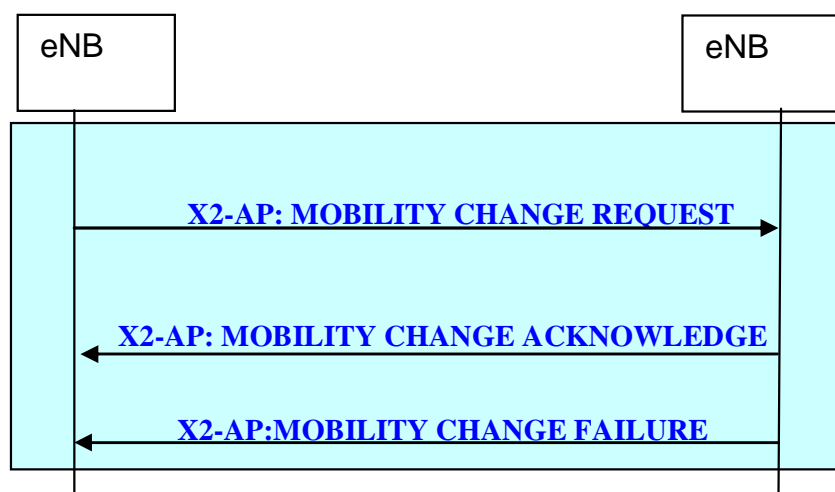 eNB
eNB
X2-AP: MOBILITY CHANGE REQUEST
X2-AP: MOBILITY CHANGE ACKNOWLEDGE
X2-AP:MOBILITY CHANGE FAILURE